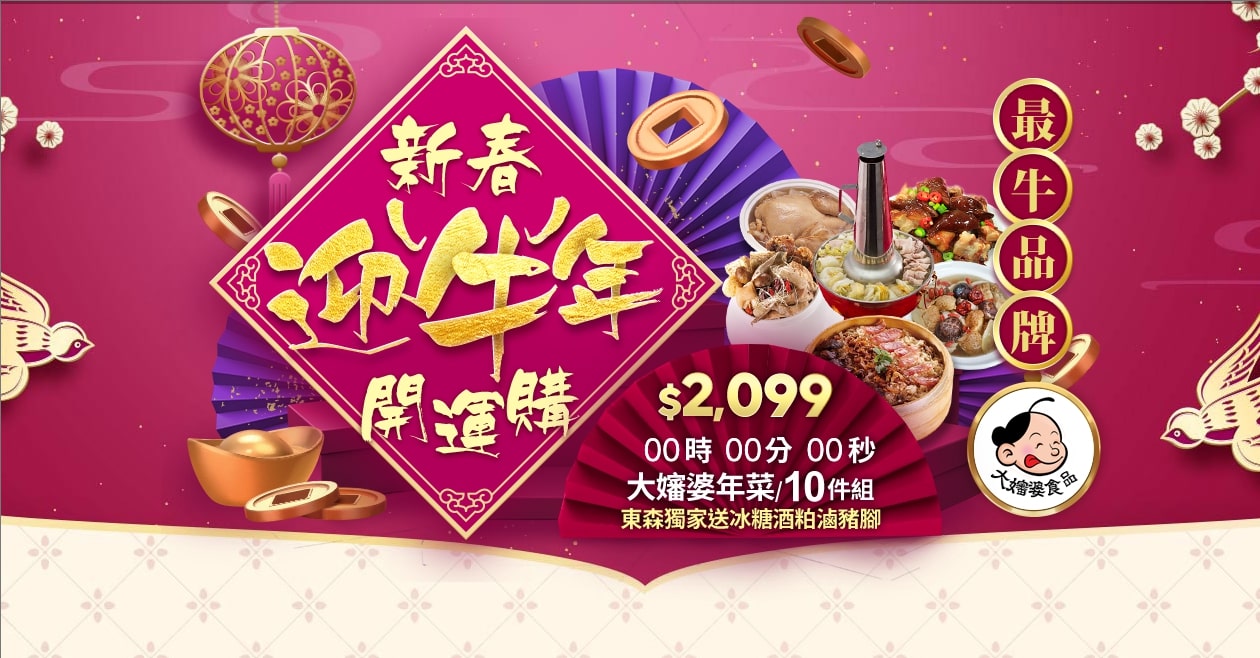 新春
迎牛年
開運購
最牛品牌
$2,099
00時 00分 00秒
大嬸婆年菜/10件組
東森獨家送冰糖酒粕滷豬腳
大嬸婆食品